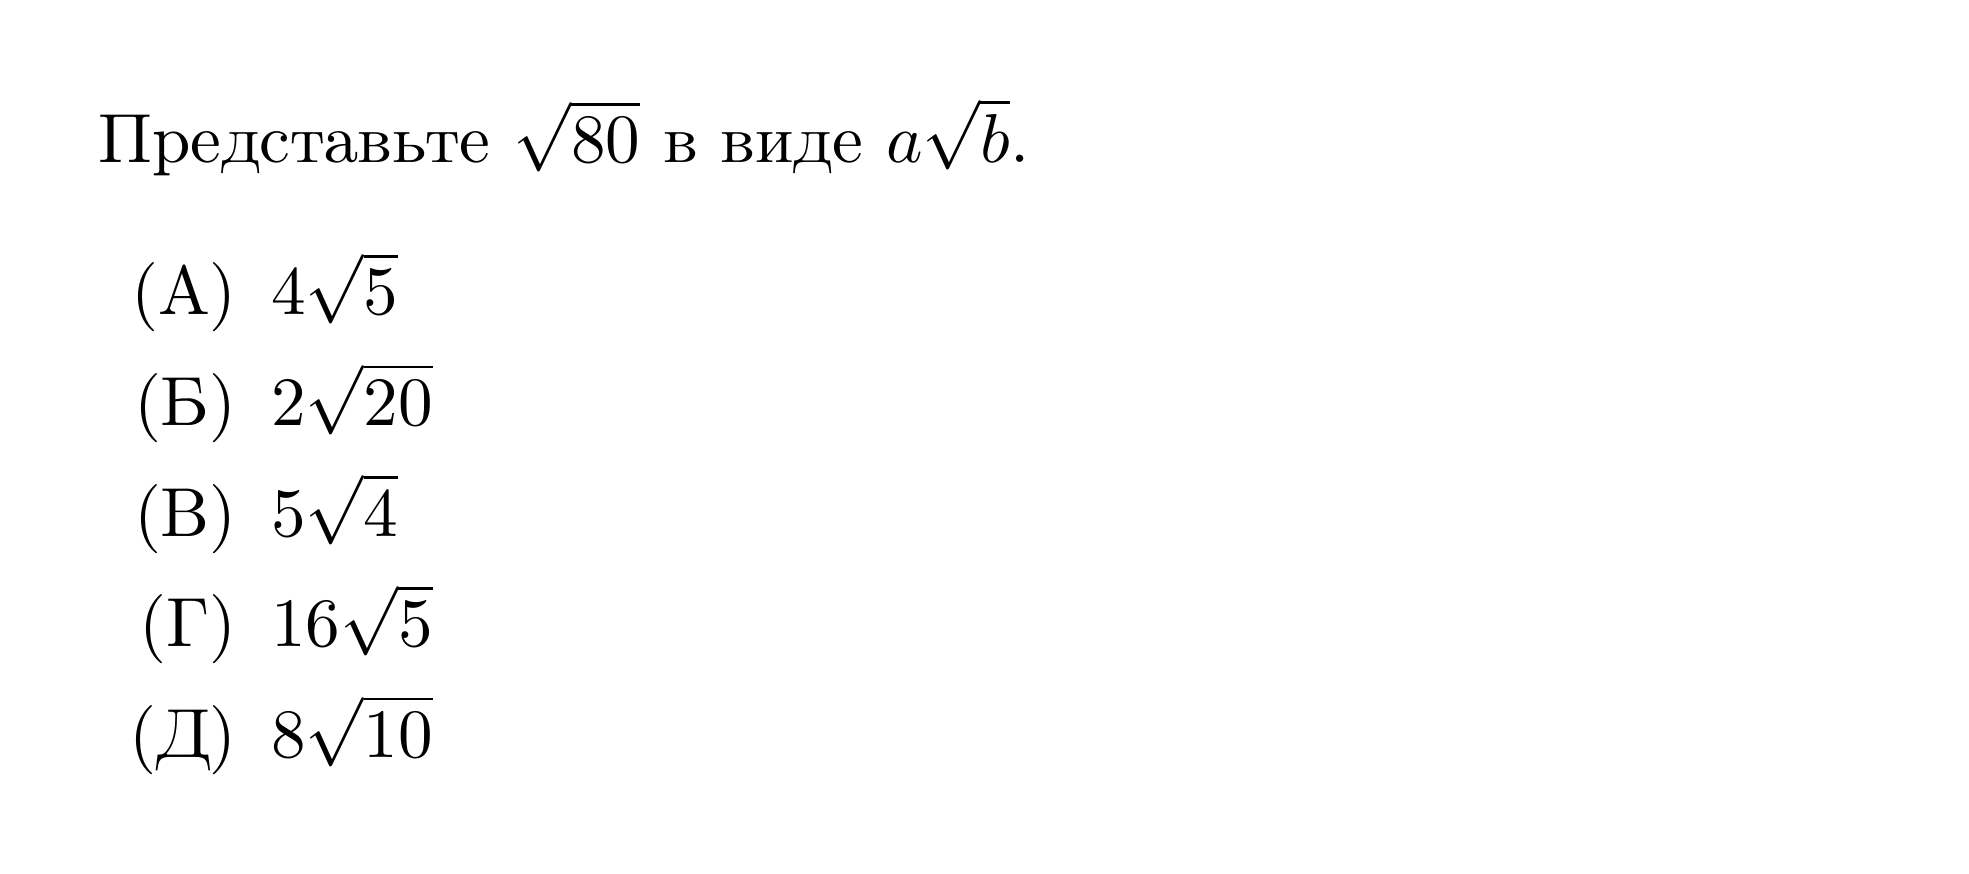 Представьте √80 в виде a√b.
(А) 4√5
(Б) 2√20
(В) 5√4
(Г) 16√5
(Д) 8√10